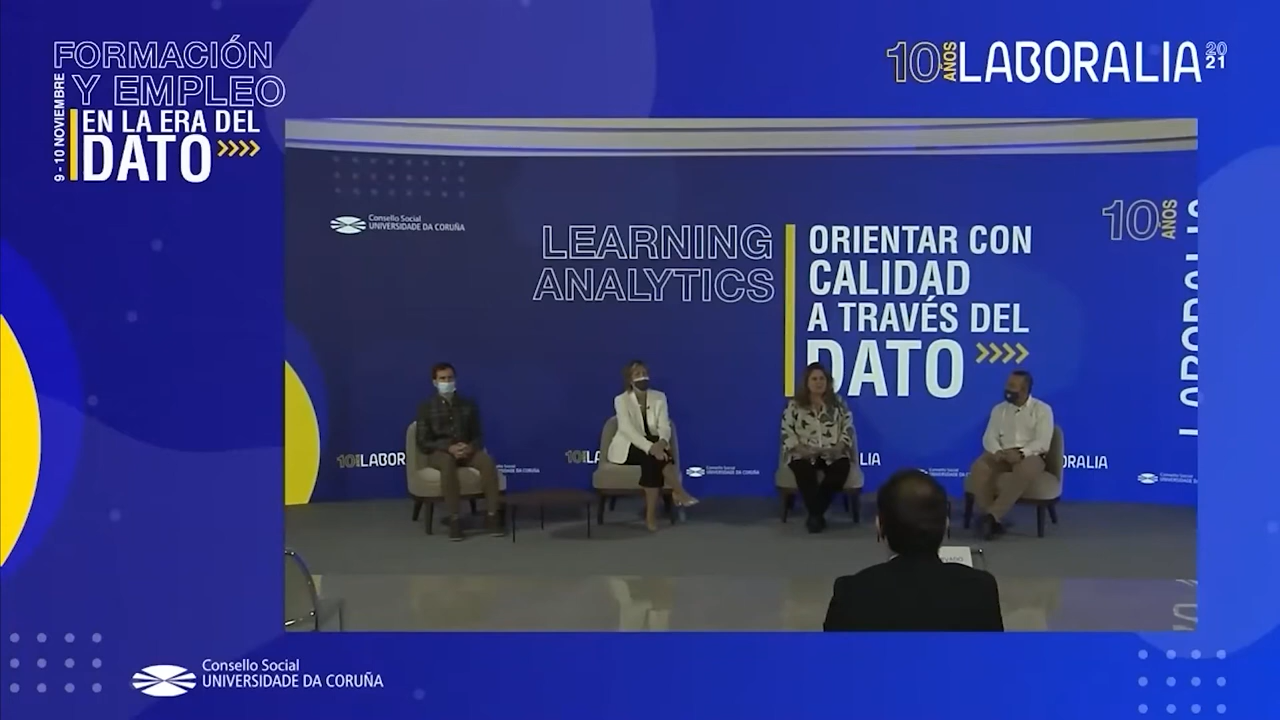 FORMACIÓN
Y EMPLEO
EN LA ERA DEL
DATO
9 - 10 NOVIEMBRE
10 AÑOS LABORALIA 2021
Consello Social
UNIVERSIDADE DA CORUÑA
LEARNING
ANALYTICS
ORIENTAR CON
CALIDAD
A TRAVÉS DEL
DATO
10 AÑOS
LABORALIA
Consello Social
UNIVERSIDADE DA CORUÑA